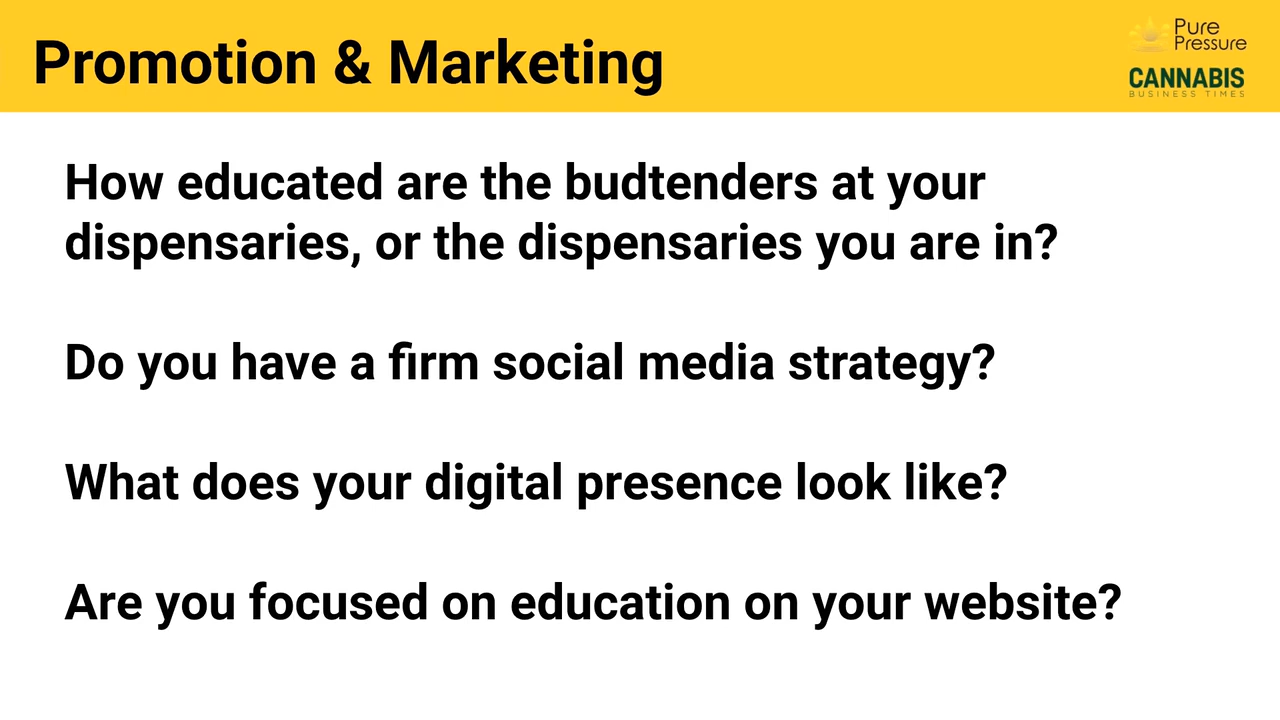 Promotion & Marketing
Pure
Pressure
CANNABIS
BUSINESS TIMES
How educated are the budtenders at your
dispensaries, or the dispensaries you are in?
Do you have a firm social media strategy?
What does your digital presence look like?
Are you focused on education on your website?